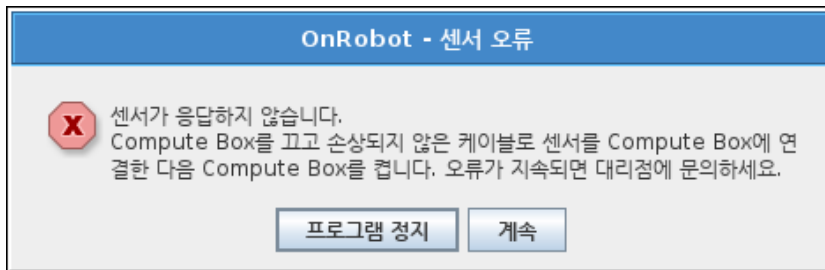 OnRobot - 센서 오류
센서가 응답하지 않습니다.
Compute Box를 끄고 손상되지 않은 케이블로 센서를 Compute Box에 연
결한 다음 Compute Box를 켭니다. 오류가 지속되면 대리점에 문의하세요.
프로그램 정지 계속